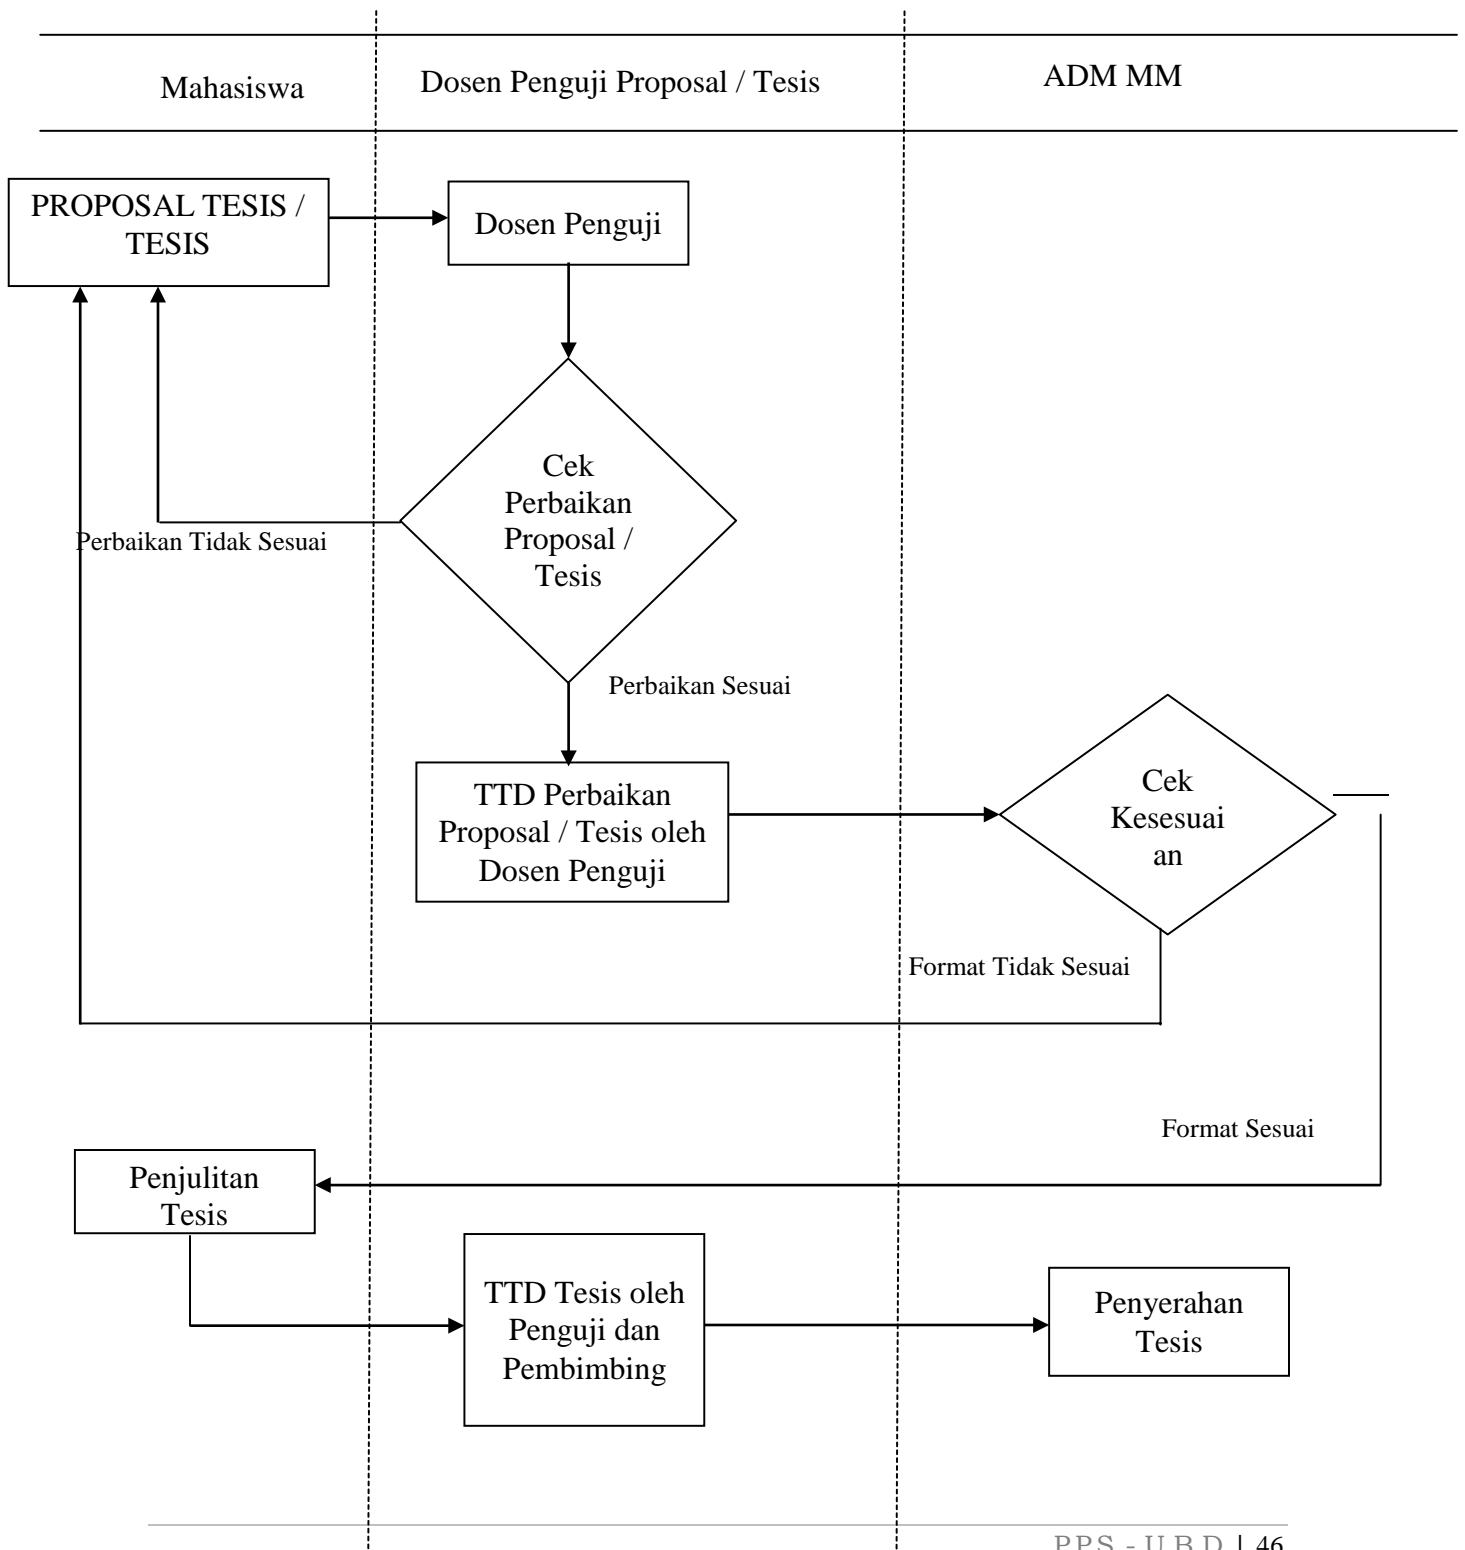 Mahasiswa
Dosen Penguji Proposal / Tesis
ADM MM
PROPOSAL TESIS /
TESIS
Dosen Penguji
Cek
Perbaikan
Proposal /
Tesis
Perbaikan Tidak Sesuai
Perbaikan Sesuai
TTD Perbaikan
Proposal / Tesis oleh
Dosen Penguji
Cek
Kesesuai
an
Format Tidak Sesuai
Format Sesuai
Penjulitan
Tesis
TTD Tesis oleh
Penguji dan
Pembimbing
Penyerahan
Tesis
PPS - UBD | 46